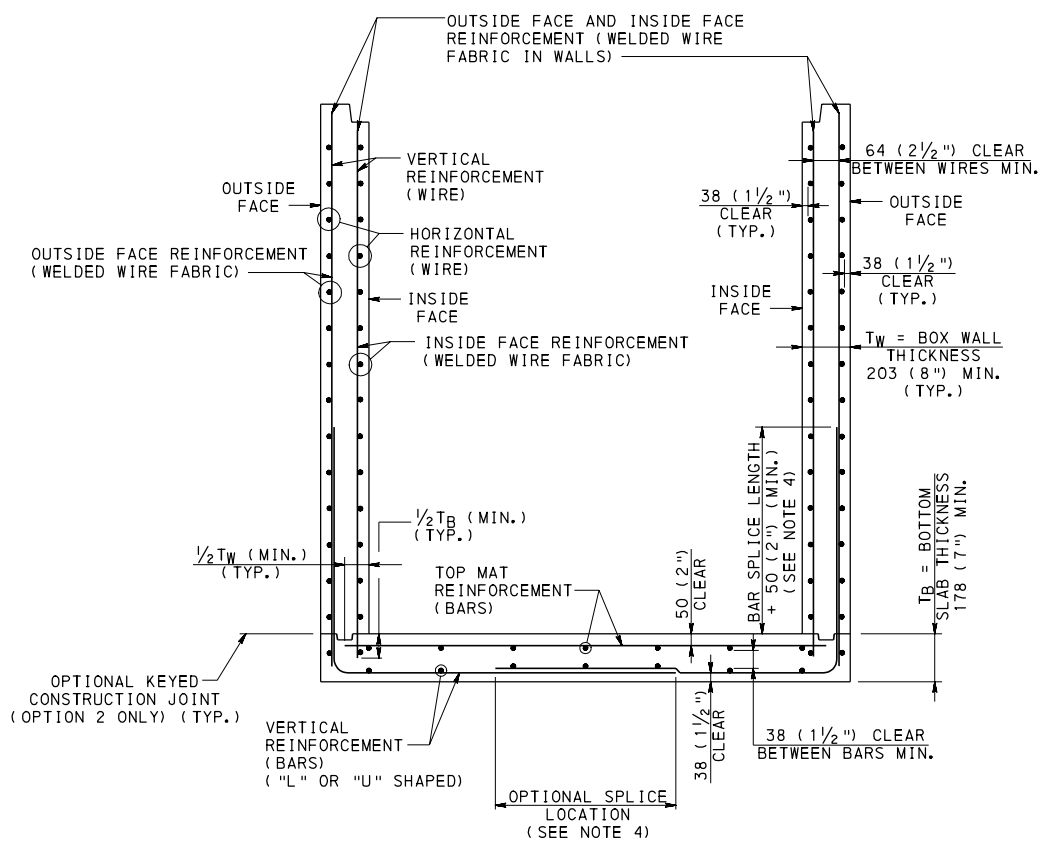 OUTSIDE FACE AND INSIDE FACE
REINFORCEMENT (WELDED WIRE
FABRIC IN WALLS)
VERTICAL
REINFORCEMENT
(WIRE)
OUTSIDE
FACE
HORIZONTAL
REINFORCEMENT
(WIRE)
OUTSIDE FACE REINFORCEMENT
(WELDED WIRE FABRIC)
INSIDE
FACE
INSIDE FACE REINFORCEMENT
(WELDED WIRE FABRIC)
64 (2½") CLEAR
BETWEEN WIRES MIN.
38 (1½")
CLEAR
(TYP.)
OUTSIDE
FACE
38 (1½")
CLEAR
(TYP.)
INSIDE
FACE
TW = BOX WALL
THICKNESS
203 (8") MIN.
(TYP.)
½TB (MIN.)
(TYP.)
½TW (MIN.)
(TYP.)
TOP MAT
REINFORCEMENT
(BARS)
50 (2")
CLEAR
BAR SPLICE LENGTH
+ 50 (2") (MIN.)
(SEE NOTE 4)
TB = BOTTOM
SLAB THICKNESS
178 (7") MIN.
OPTIONAL KEYED
CONSTRUCTION JOINT
(OPTION 2 ONLY) (TYP.)
VERTICAL
REINFORCEMENT
(BARS)
("L" OR "U" SHAPED)
38 (1½")
CLEAR
38 (1½") CLEAR
BETWEEN BARS MIN.
OPTIONAL SPLICE
LOCATION
(SEE NOTE 4)